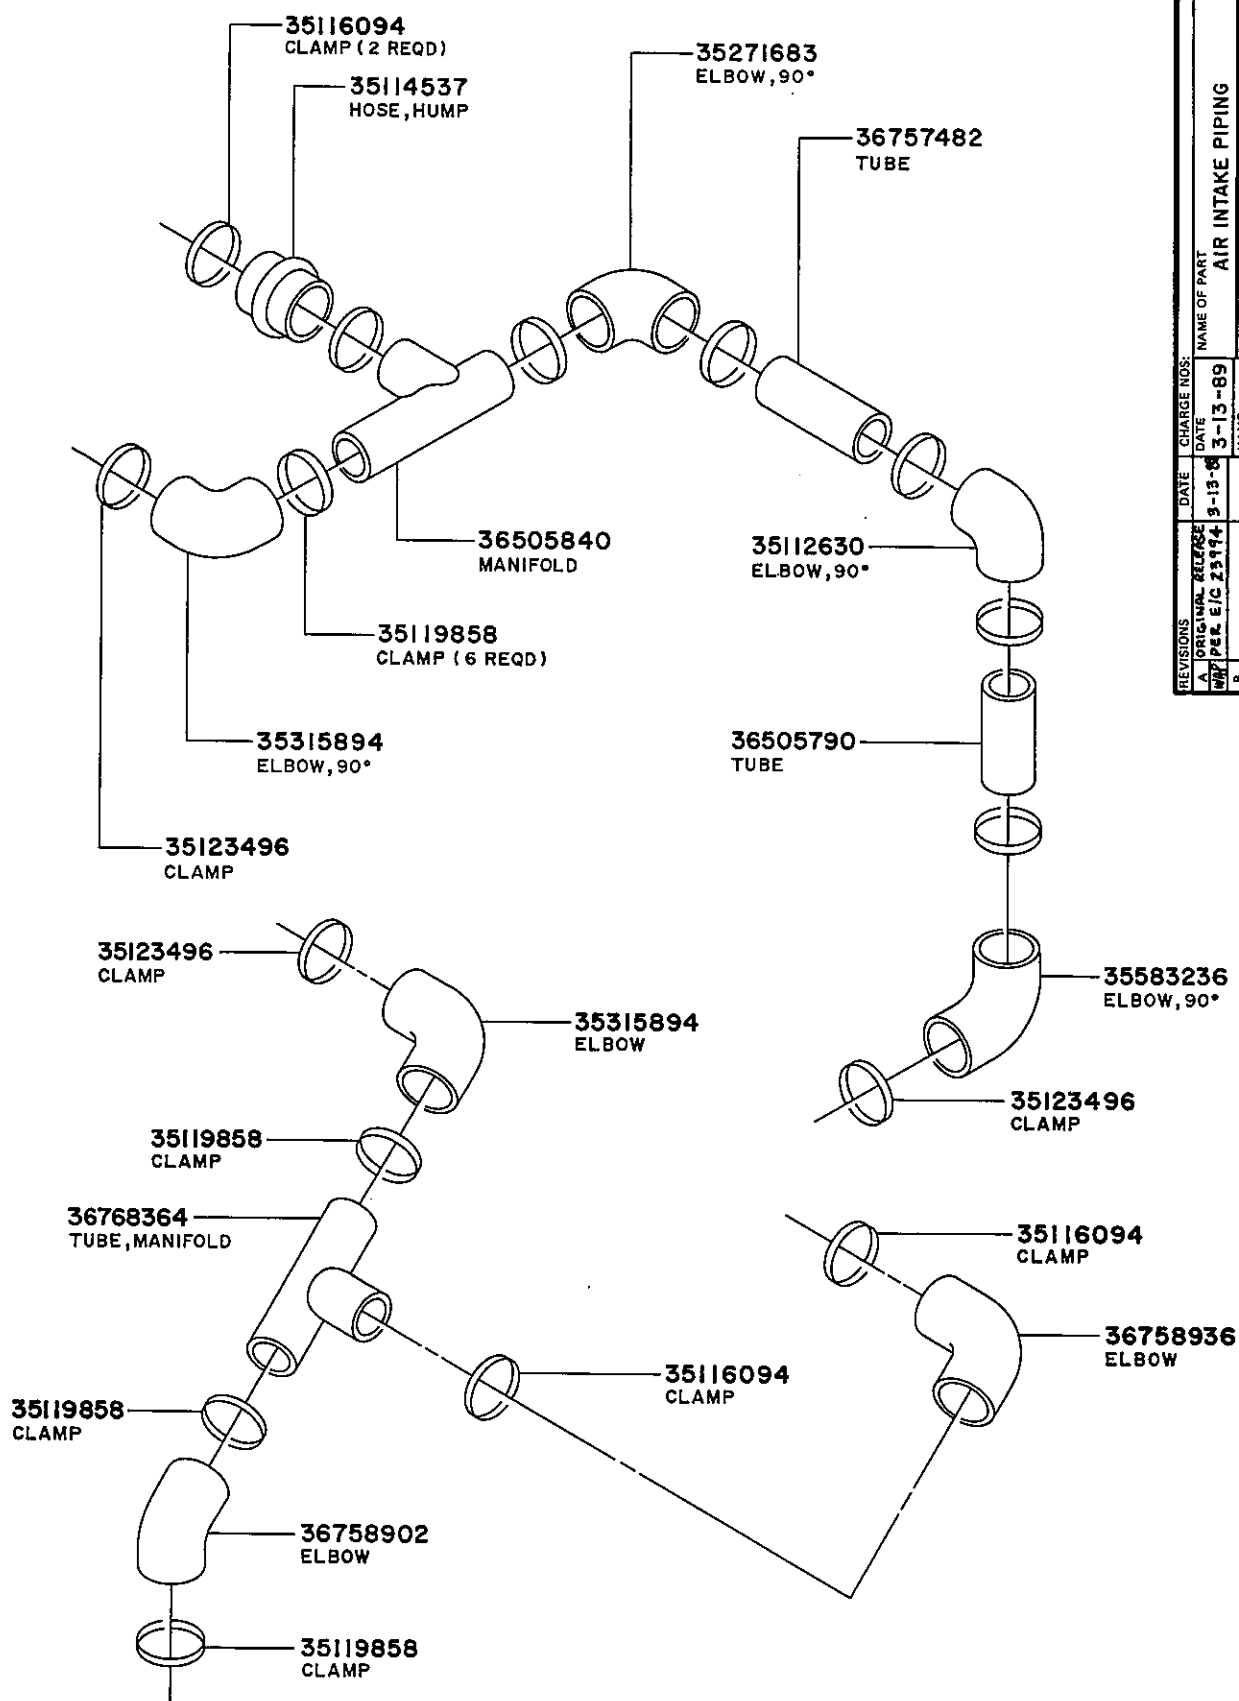 35116094
CLAMP (2 REQD)
35114537
HOSE, HUMP
35271683
ELBOW, 90°
36757482
TUBE
36505840
MANIFOLD
35112630
ELBOW, 90°
35119858
CLAMP (6 REQD)
35315894
ELBOW, 90°
36505790
TUBE
35123496
CLAMP
35123496
CLAMP
35315894
ELBOW
35583236
ELBOW, 90°
35123496
CLAMP
35119858
CLAMP
36768364
TUBE, MANIFOLD
35116094
CLAMP
36758936
ELBOW
35116094
CLAMP
35119858
CLAMP
36758902
ELBOW
35119858
CLAMP
REVISIONS DATE CHARGE NOS:
A ORIGINAL RELEASE DATE NAME OF PART
PER E/C 25994 3-13-89 AIR INTAKE PIPING
B